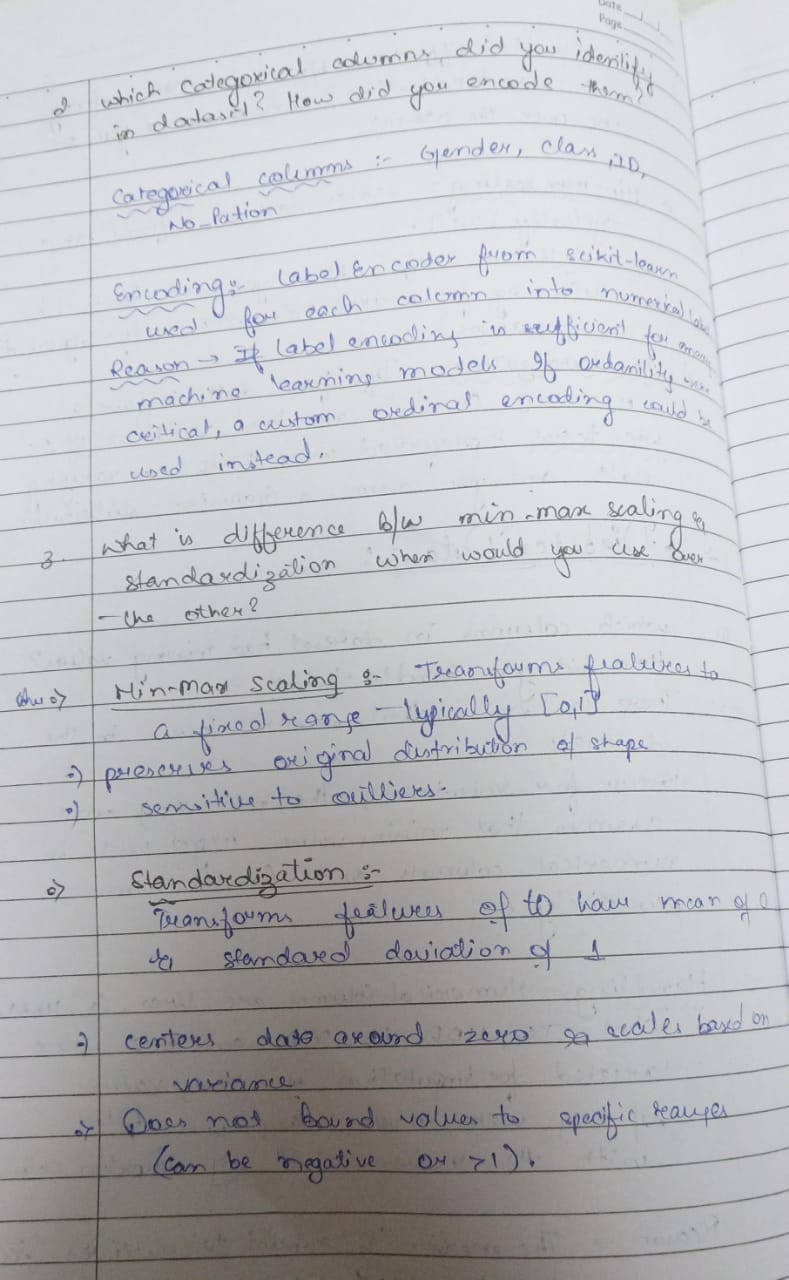 Date
Page
2. which categorical columns did you identify
in dataset? How did you encode them?
Categorical columns :- Gender, class, ID,
No_Pation
Encoding :- Label Encoder from scikit-learn
used for each column into numerical
Reason → If label encoding is sufficient for many
machine learning models If ordanility were
critical, a custom ordinal encoding could be
used instead.
3. What is difference b/w min-max scaling &
standardization when would you use over
the other?
Ans Min-Max Scaling :- Transforms features to
a fixed range - typically [0,1]
preserves original distribution of shape
sensitive to outliers.
Standardization :-
Transforms features of to have mean of 0
& standard deviation of 1
centers data around zero & scales based on
variance
Does not bound values to specific ranges
(can be negative or >1).